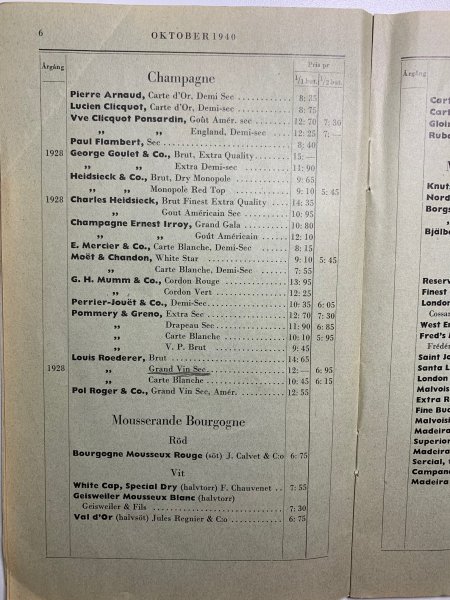 6 OKTOBER 1940
Årgång Pris pr
1/1 but. 1/2 but.
Champagne
Pierre Arnaud, Carte d'Or, Demi Sec 8: 35
Lucien Clicquot, Carte d'Or, Demi-sec 8: 75
Vve Clicquot Ponsardin, Goût Amér. sec 12: 70 7: 30
„ „ England, Demi-sec 12: 25 7: —
Paul Flambert, Sec 8: 40
1928 George Goulet & Co., Brut, Extra Quality 15: —
„ „ Extra Demi-sec 11: 90
Heidsieck & Co., Brut, Dry Monopole 9: 65
„ „ Monopole Red Top 9: 10 5: 45
1928 Charles Heidsieck, Brut Finest Extra Quality 14: 35
„ Gout Américain Sec 10: 95
Champagne Ernest Irroy, Grand Gala 10: 80
„ „ Goût Américain 12: 10
E. Mercier & Co., Carte Blanche, Demi-Sec 8: 15
Moët & Chandon, White Star 9: 10 5: 45
„ Carte Blanche, Demi-Sec 7: 55
G. H. Mumm & Co., Cordon Rouge 13: 95
„ Cordon Vert 12: 25
Perrier-Jouët & Co., Demi-Sec 10: 35 6: 05
Pommery & Greno, Extra Sec 12: 70 7: 30
„ Drapeau Sec 11: 90 6: 85
„ Carte Blanche 10: 10 5: 95
„ V. P. Brut 9: 45
Louis Roederer, Brut 14: 65
1928 „ Grand Vin Sec 12: — 6: 95
„ Carte Blanche 10: 45 6: 15
Pol Roger & Co., Grand Vin Sec, Amér. 12: 55
Mousserande Bourgogne
Röd
Bourgogne Mousseux Rouge (söt) J. Calvet & C:o 6: 75
Vit
White Cap, Special Dry (halvtorr) F. Chauvenet 7: 55
Geisweiler Mousseux Blanc (halvtorr)
Geisweiler & Fils 7: 30
Val d'Or (halvsöt) Jules Regnier & C:o 6: 75
Årgång
Cart
Cart
Gloin
Rube
Knut
Nord
Borgs
Bjälb
Reserv
Finest
London
Cossar
West En
Fred's
Frédéri
Saint Ja
Santa L
London
Malvois
Extra R
Fine Bu
Malvoisi
Madeira
Superior
Madeira
Sercial,
Campan
Madeira